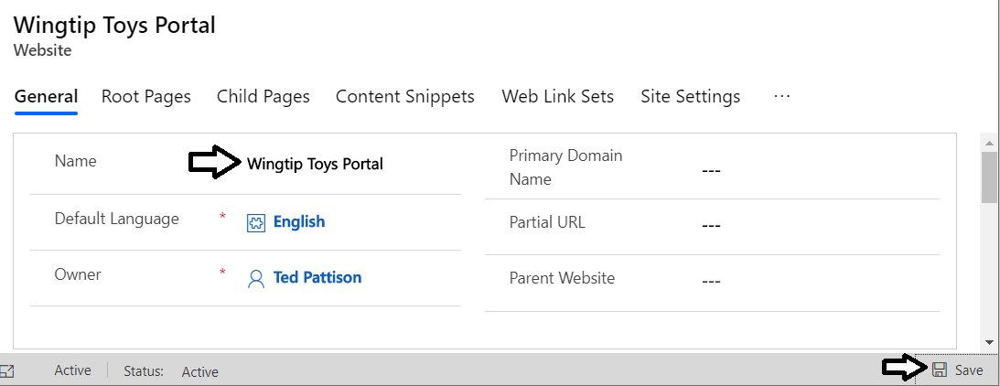 Wingtip Toys Portal
Website
General Root Pages Child Pages Content Snippets Web Link Sets Site Settings ...
Name Wingtip Toys Portal
Default Language * English
Owner * Ted Pattison
Primary Domain
Name ---
Partial URL ---
Parent Website ---
Active Status: Active Save